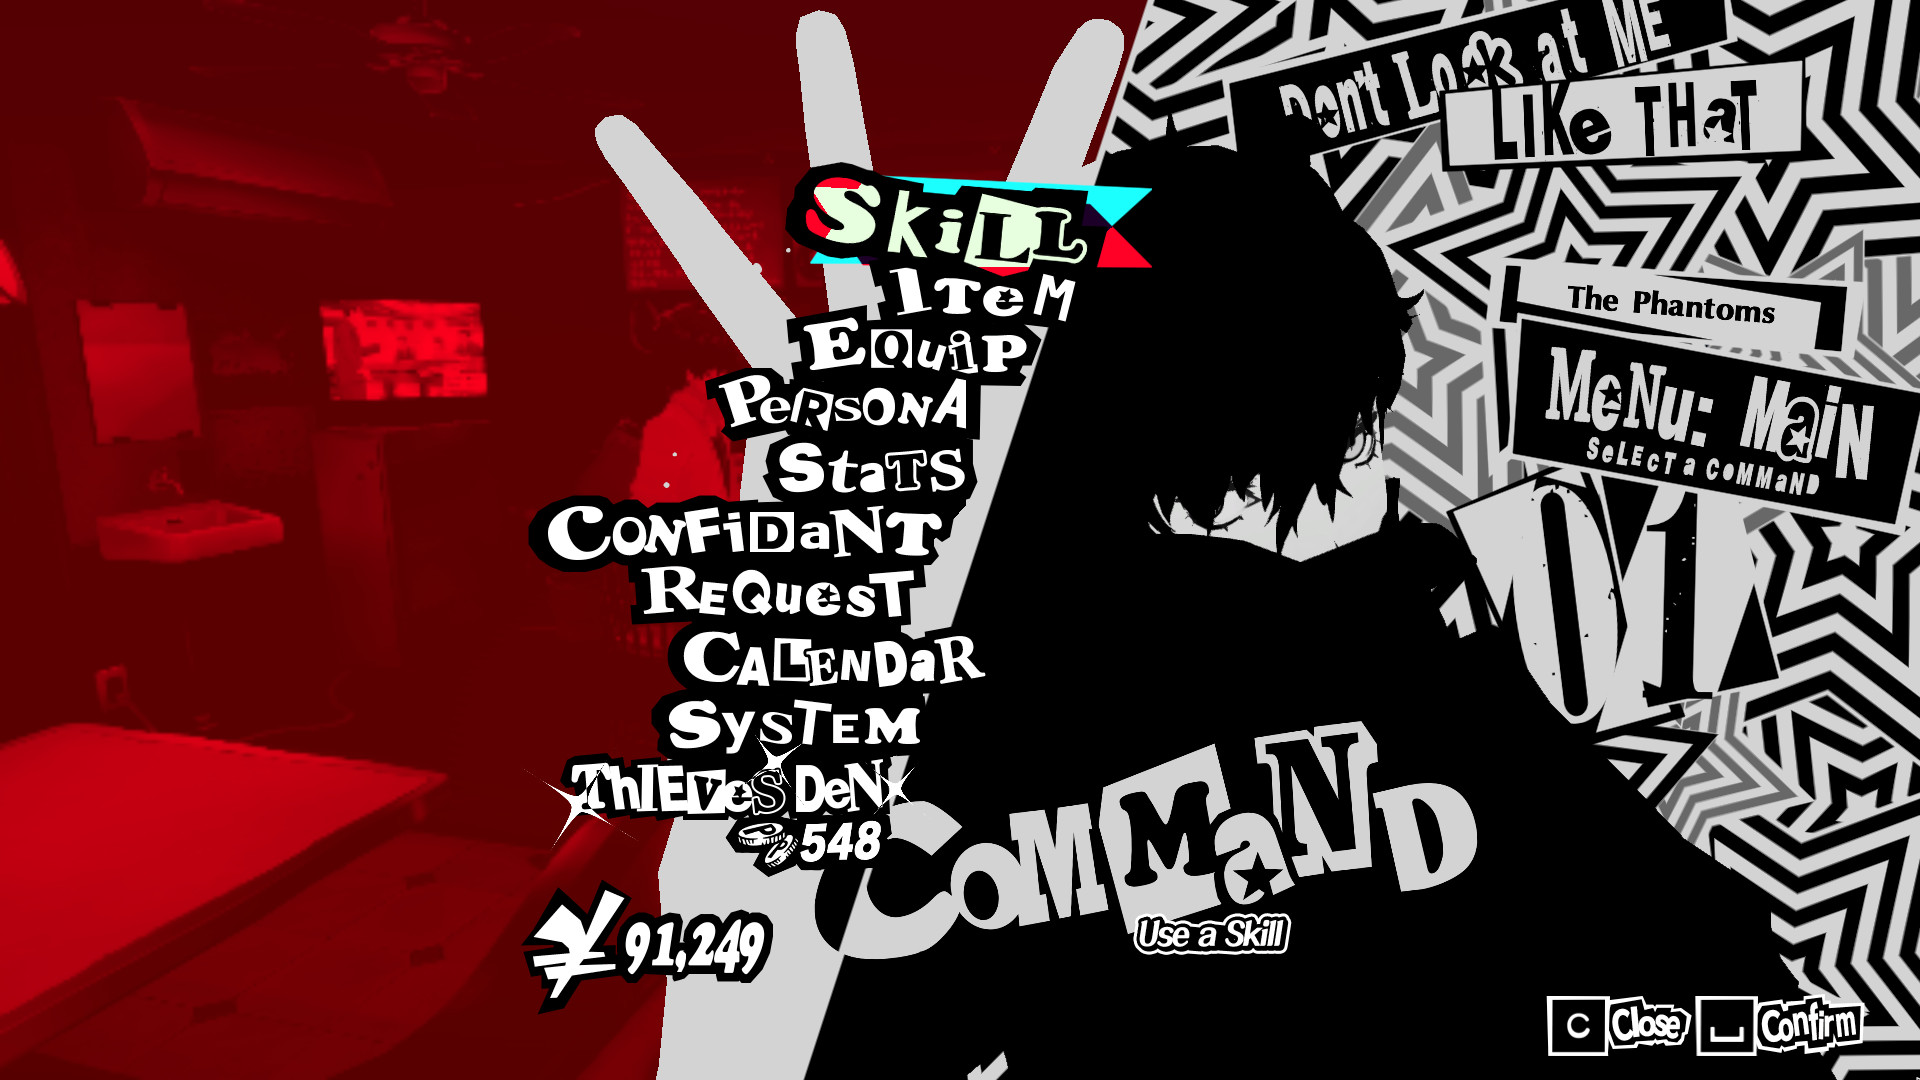 Don't Look at ME
LIKe THaT
SkiLL
ITeM
EQuiP
PeRSONA
StaTS
CONFiDaNT
ReQuesT
CALENDaR
SySTEM
ThIEveS DeN
548
¥91,249
The Phantoms
MeNu: MaiN
SeLEcT a CoMMaND
01
CoMMaND
Use a Skill
C Close Confirm